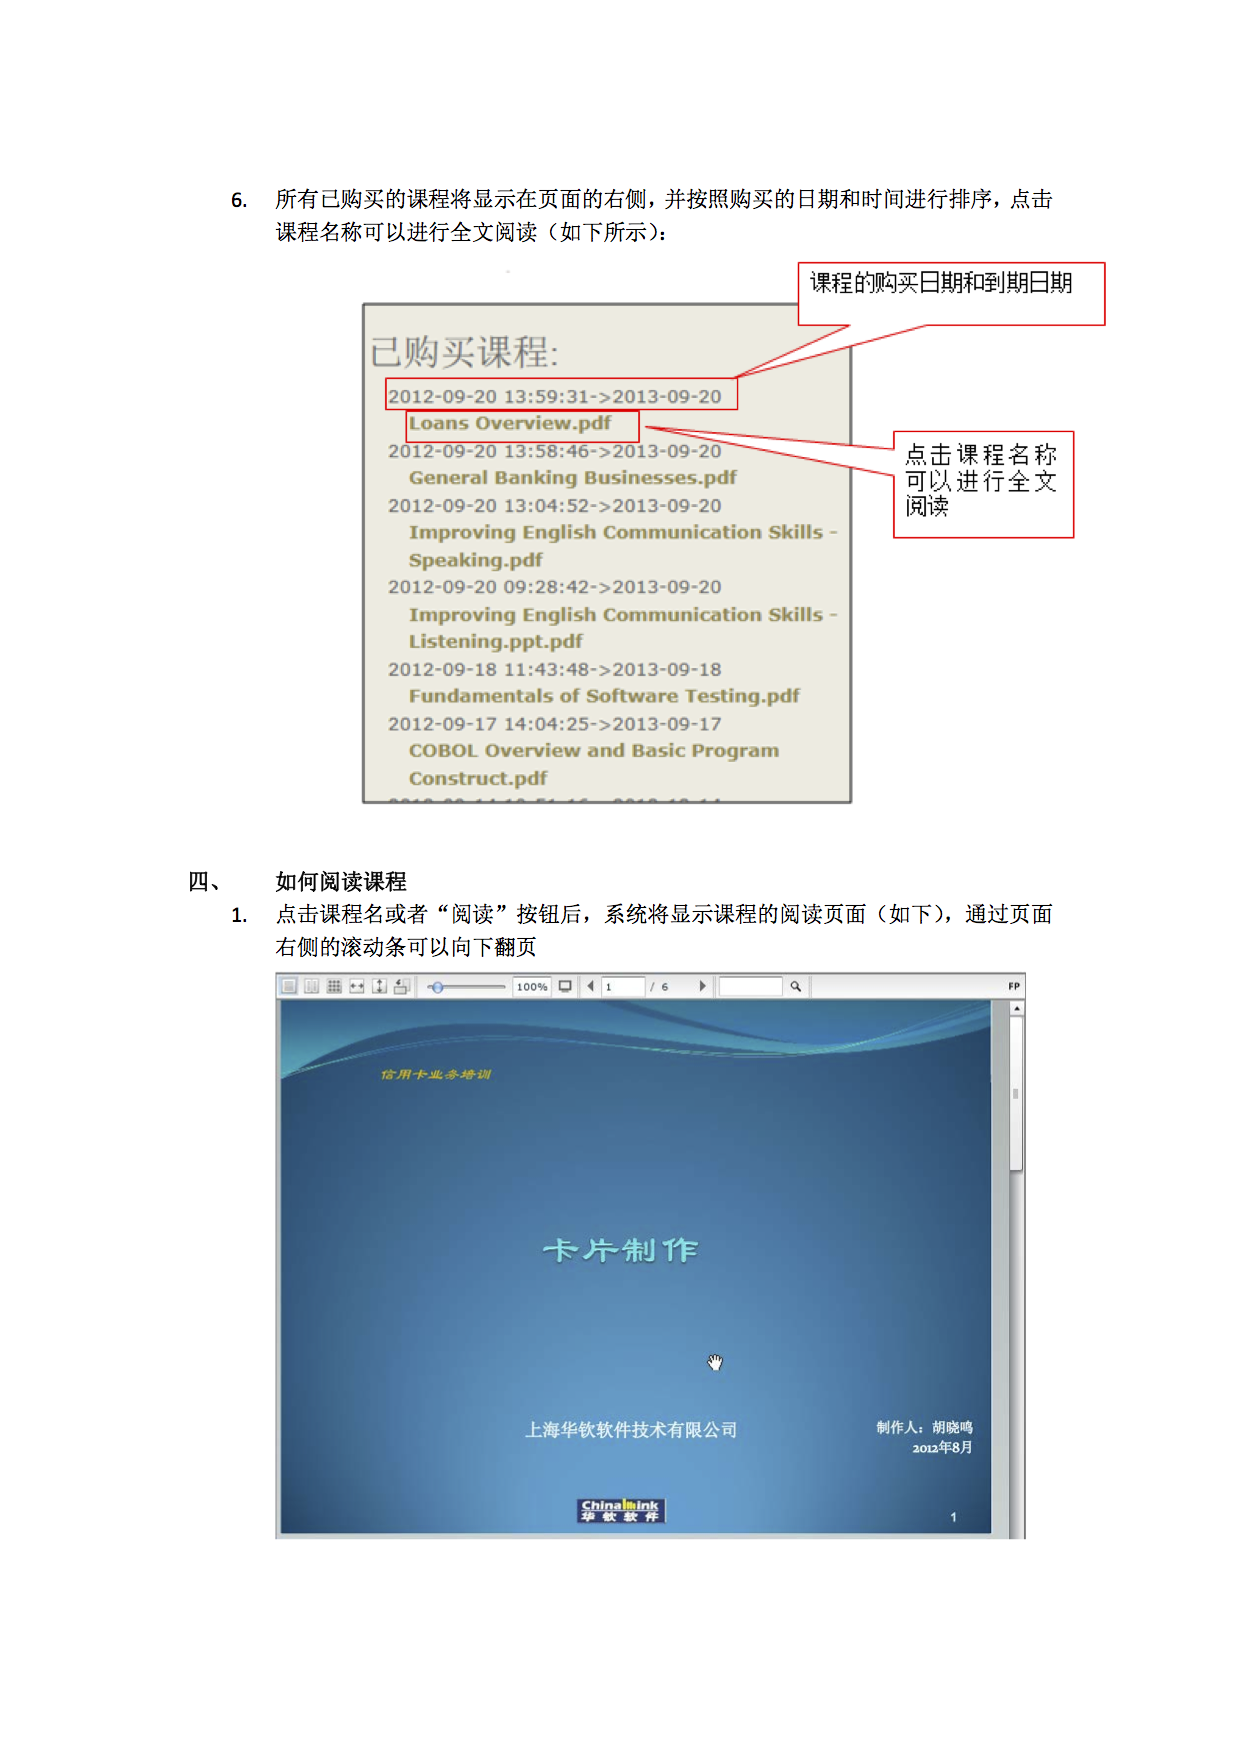 6. 所有已购买的课程将显示在页面的右侧，并按照购买的日期和时间进行排序，点击
课程名称可以进行全文阅读（如下所示）：
课程的购买日期和到期日期
已购买课程:
2012-09-20 13:59:31->2013-09-20
Loans Overview.pdf
2012-09-20 13:58:46->2013-09-20
General Banking Businesses.pdf
2012-09-20 13:04:52->2013-09-20
Improving English Communication Skills -
Speaking.pdf
2012-09-20 09:28:42->2013-09-20
Improving English Communication Skills -
Listening.ppt.pdf
2012-09-18 11:43:48->2013-09-18
Fundamentals of Software Testing.pdf
2012-09-17 14:04:25->2013-09-17
COBOL Overview and Basic Program
Construct.pdf
点击课程名称
可以进行全文
阅读
四、 如何阅读课程
1. 点击课程名或者“阅读”按钮后，系统将显示课程的阅读页面（如下），通过页面
右侧的滚动条可以向下翻页
100% 1 / 6 FP
信用卡业务培训
卡片制作
上海华钦软件技术有限公司
制作人：胡晓鸣
2012年8月
Chinalink
华钦软件
1